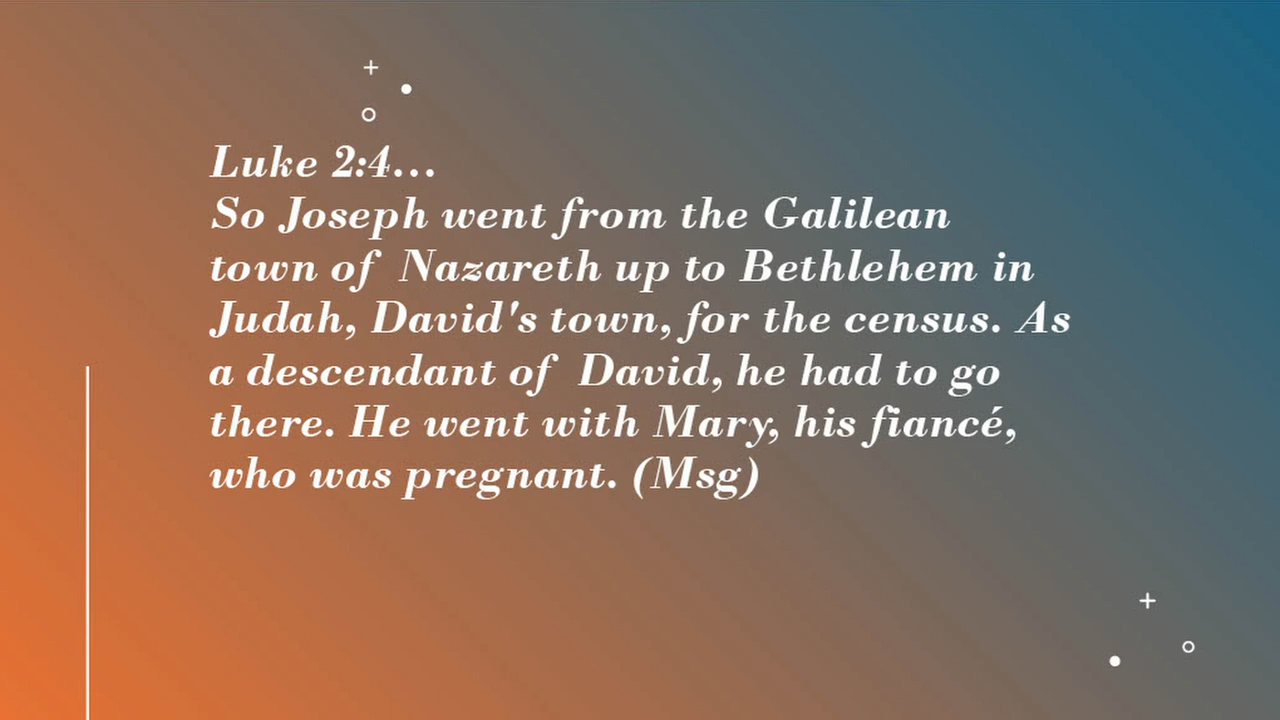 Luke 2:4...
So Joseph went from the Galilean
town of Nazareth up to Bethlehem in
Judah, David's town, for the census. As
a descendant of David, he had to go
there. He went with Mary, his fiancé,
who was pregnant. (Msg)